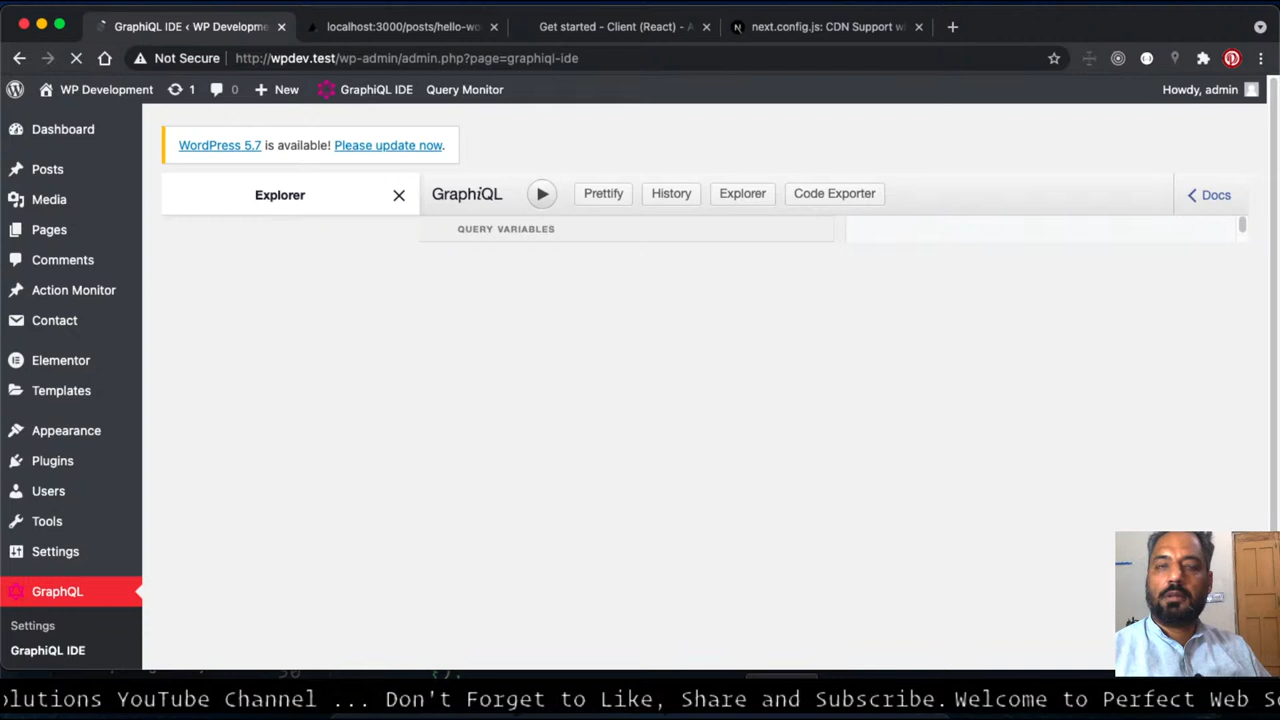 GraphiQL IDE ‹ WP Developme
localhost:3000/posts/hello-wo
Get started - Client (React) - A
next.config.js: CDN Support wi
Not Secure
http://wpdev.test/wp-admin/admin.php?page=graphiql-ide
WP Development
1
0
New
GraphiQL IDE
Query Monitor
Howdy, admin
Dashboard
Posts
Media
Pages
Comments
Action Monitor
Contact
Elementor
Templates
Appearance
Plugins
Users
Tools
Settings
GraphQL
Settings
GraphiQL IDE
WordPress 5.7 is available! Please update now.
Explorer
GraphiQL
Prettify
History
Explorer
Code Exporter
Docs
QUERY VARIABLES
olutions YouTube Channel ... Don't Forget to Like, Share and Subscribe.Welcome to Perfect Web S